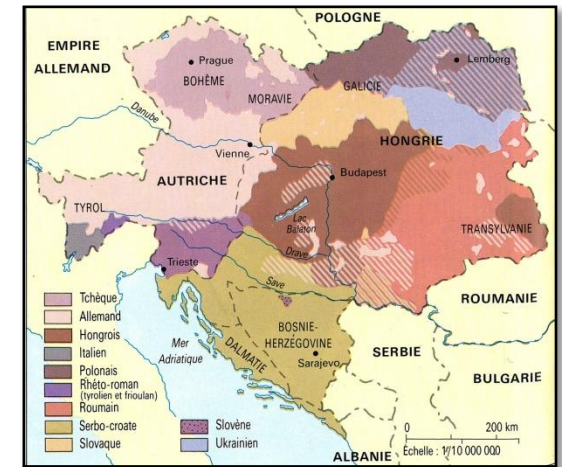 POLOGNE
EMPIRE
ALLEMAND
Prague
BOHÊME
MORAVIE
GALICIE
Lemberg
Danube
Vienne
HONGRIE
AUTRICHE
Budapest
TYROL
Lac
Balaton
TRANSYLVANIE
Drave
Trieste
Save
ROUMANIE
BOSNIE-
HERZÉGOVINE
Sarajevo
SERBIE
Mer
Adriatique
DALMATIE
BULGARIE
ALBANIE
Tchèque
Allemand
Hongrois
Italien
Polonais
Rhéto-roman
(tyrolien et frioulan)
Roumain
Serbo-croate
Slovaque
Slovène
Ukrainien
0 200 km
Échelle : 1/10 000 000